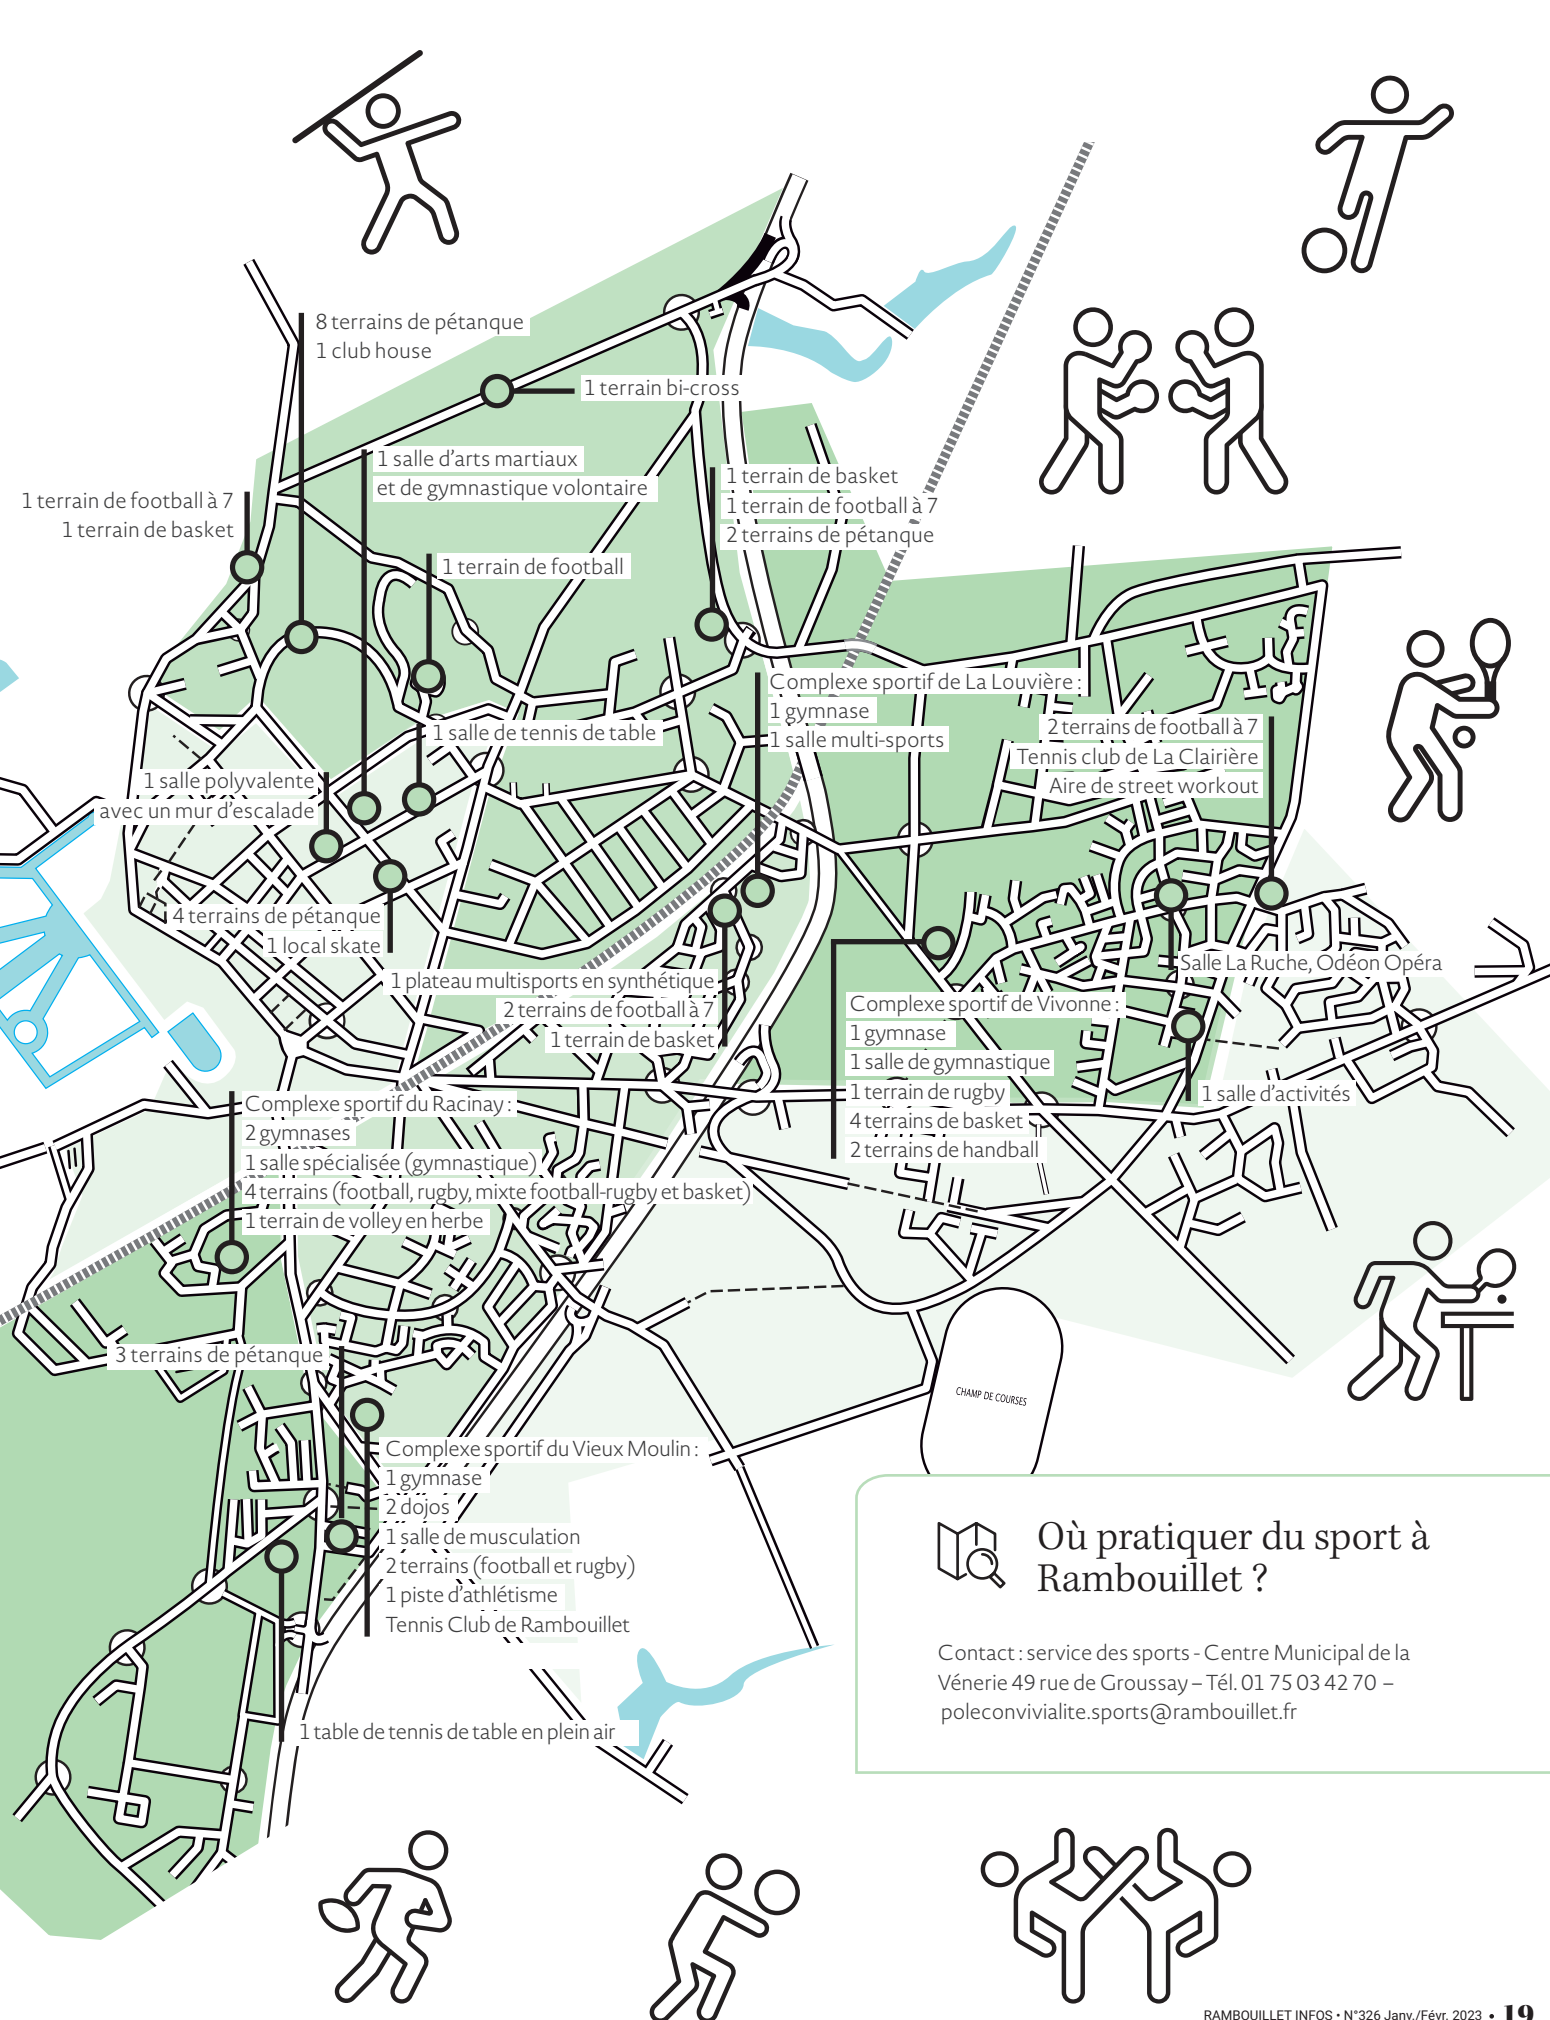 8 terrains de pétanque
1 club house
1 terrain bi-cross
1 salle d'arts martiaux
et de gymnastique volontaire
1 terrain de basket
1 terrain de football à 7
2 terrains de pétanque
1 terrain de football à 7
1 terrain de basket
1 terrain de football
Complexe sportif de La Louvière :
1 gymnase
1 salle multi-sports
2 terrains de football à 7
Tennis club de La Clairière
Aire de street workout
1 salle de tennis de table
1 salle polyvalente
avec un mur d'escalade
4 terrains de pétanque
1 local skate
1 plateau multisports en synthétique
2 terrains de football à 7
1 terrain de basket
Salle La Ruche, Odéon Opéra
Complexe sportif de Vivonne :
1 gymnase
1 salle de gymnastique
1 terrain de rugby
4 terrains de basket
2 terrains de handball
1 salle d'activités
Complexe sportif du Racinay :
2 gymnases
1 salle spécialisée (gymnastique)
4 terrains (football, rugby, mixte football-rugby et basket)
1 terrain de volley en herbe
3 terrains de pétanque
CHAMP DE COURSES
Complexe sportif du Vieux Moulin :
1 gymnase
2 dojos
1 salle de musculation
2 terrains (football et rugby)
1 piste d'athlétisme
Tennis Club de Rambouillet
1 table de tennis de table en plein air
Où pratiquer du sport à
Rambouillet ?
Contact : service des sports - Centre Municipal de la
Vénerie 49 rue de Groussay – Tél. 01 75 03 42 70 –
poleconvivialite.sports@rambouillet.fr
RAMBOUILLET INFOS • N°326 Janv./Févr. 2023 • 19